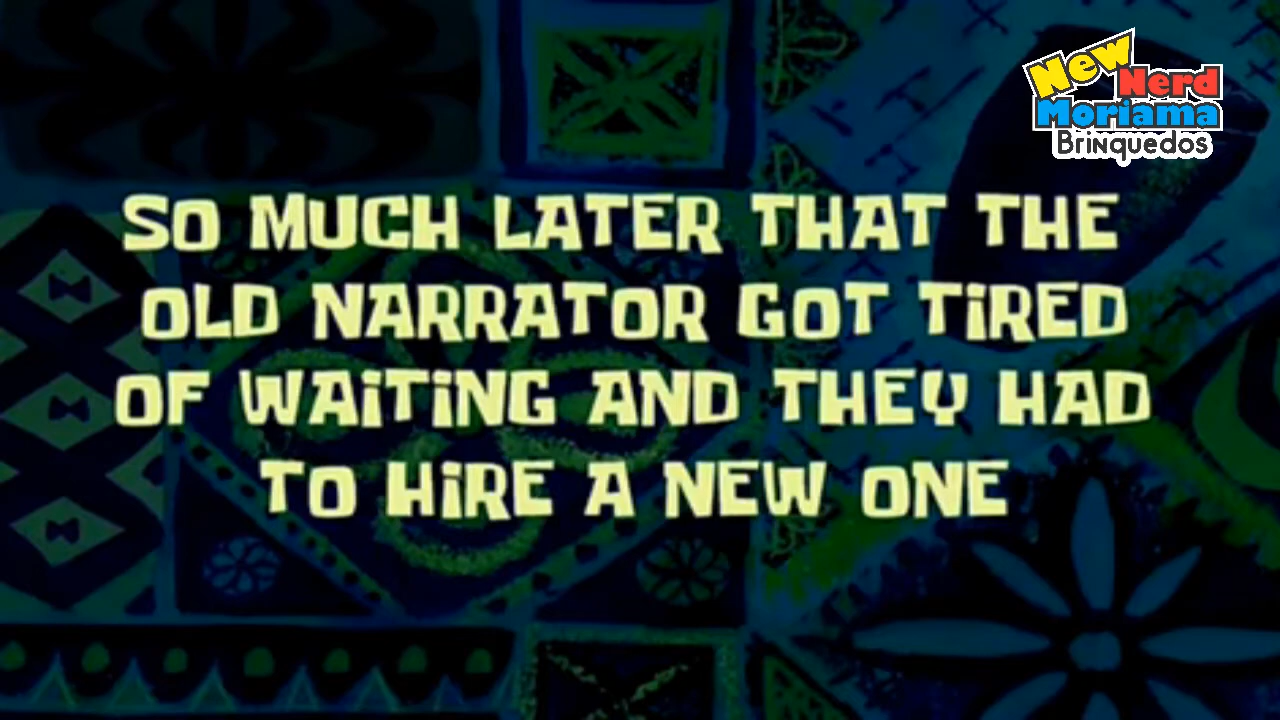 New
Nerd
Moriama
Brinquedos
SO MUCH LATER THAT THE
OLD NARRATOR GOT TiRED
OF WAiTiNG AND THEY HAD
TO HiRE A NEW ONE